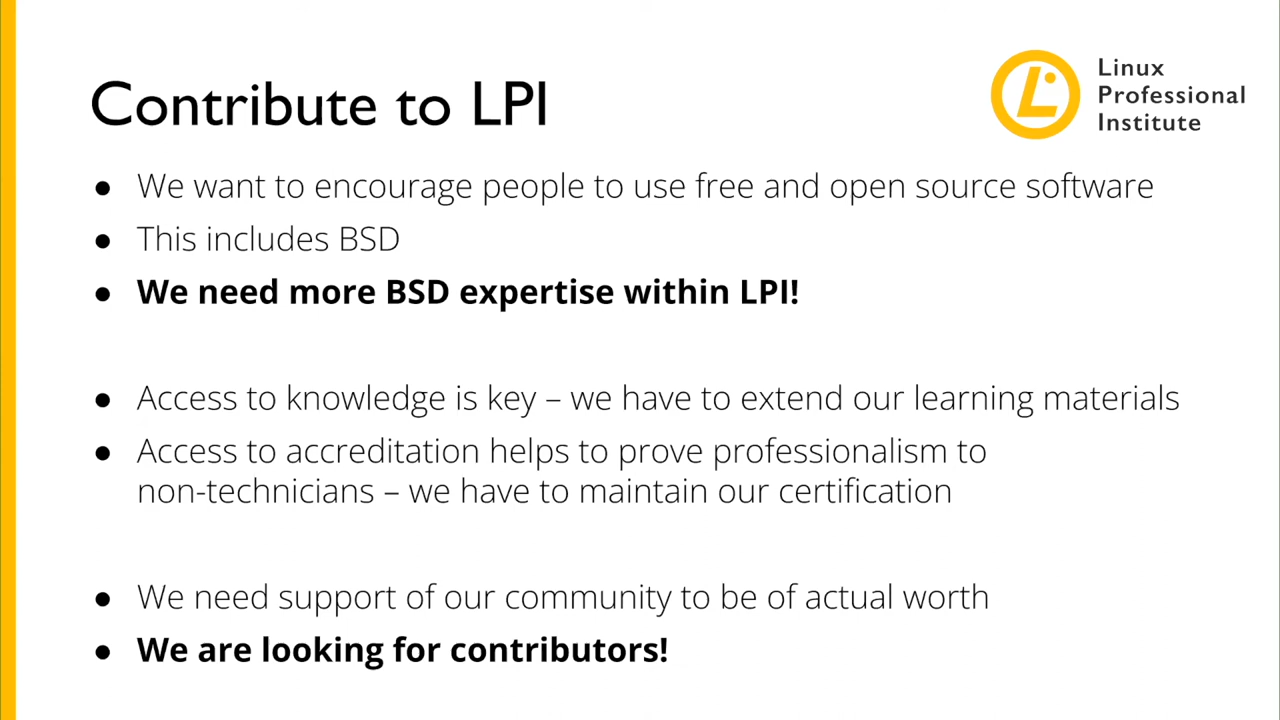 Contribute to LPI
Linux
Professional
Institute
● We want to encourage people to use free and open source software
● This includes BSD
● We need more BSD expertise within LPI!
● Access to knowledge is key – we have to extend our learning materials
● Access to accreditation helps to prove professionalism to
non-technicians – we have to maintain our certification
● We need support of our community to be of actual worth
● We are looking for contributors!